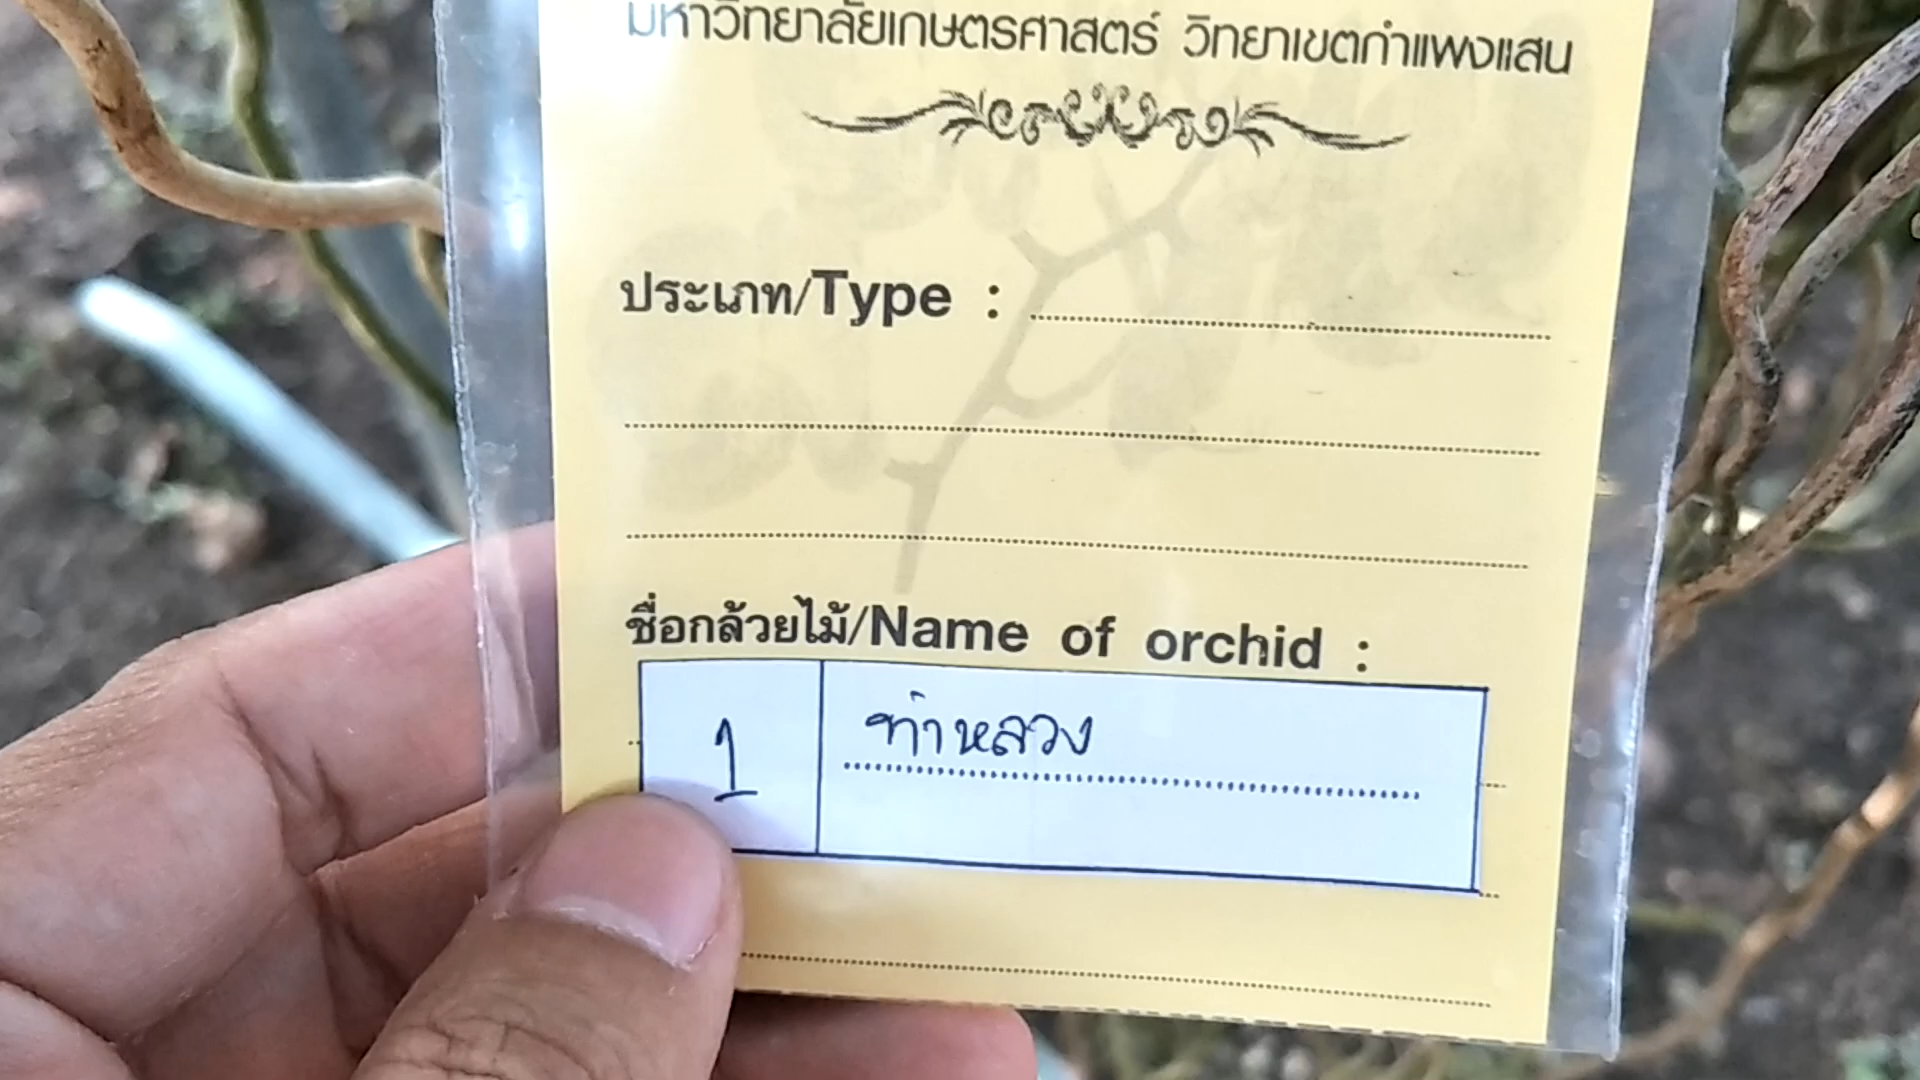 มหาวิทยาลัยเกษตรศาสตร์ วิทยาเขตกำแพงแสน
ประเภท/Type :
ชื่อกล้วยไม้/Name of orchid :
1 ท่าหลวง